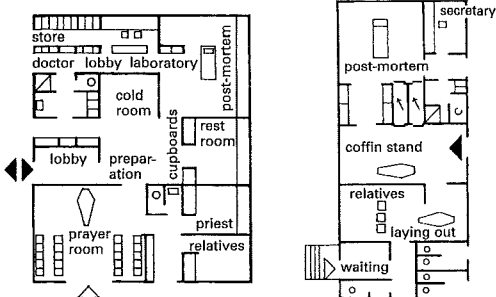 store
doctor lobby laboratory
post-mortem
cold
room
cupboards
rest
room
lobby
prepar-
ation
priest
prayer
room
relatives
secretary
post-mortem
coffin stand
relatives
laying out
waiting